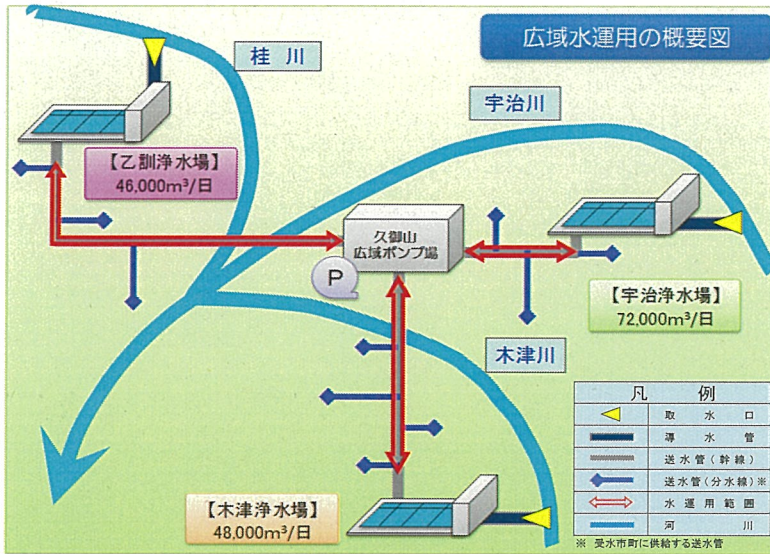 広域水運用の概要図
桂 川
宇治川
【乙訓浄水場】
46,000m³/日
久御山
広域ポンプ場
P
【宇治浄水場】
72,000m³/日
木津川
【木津浄水場】
48,000m³/日
凡 例
取 水 口
導 水 管
送水管(幹線)
送水管(分水線)※
水 運 用 範 囲
河 川
※ 受水市町に供給する送水管